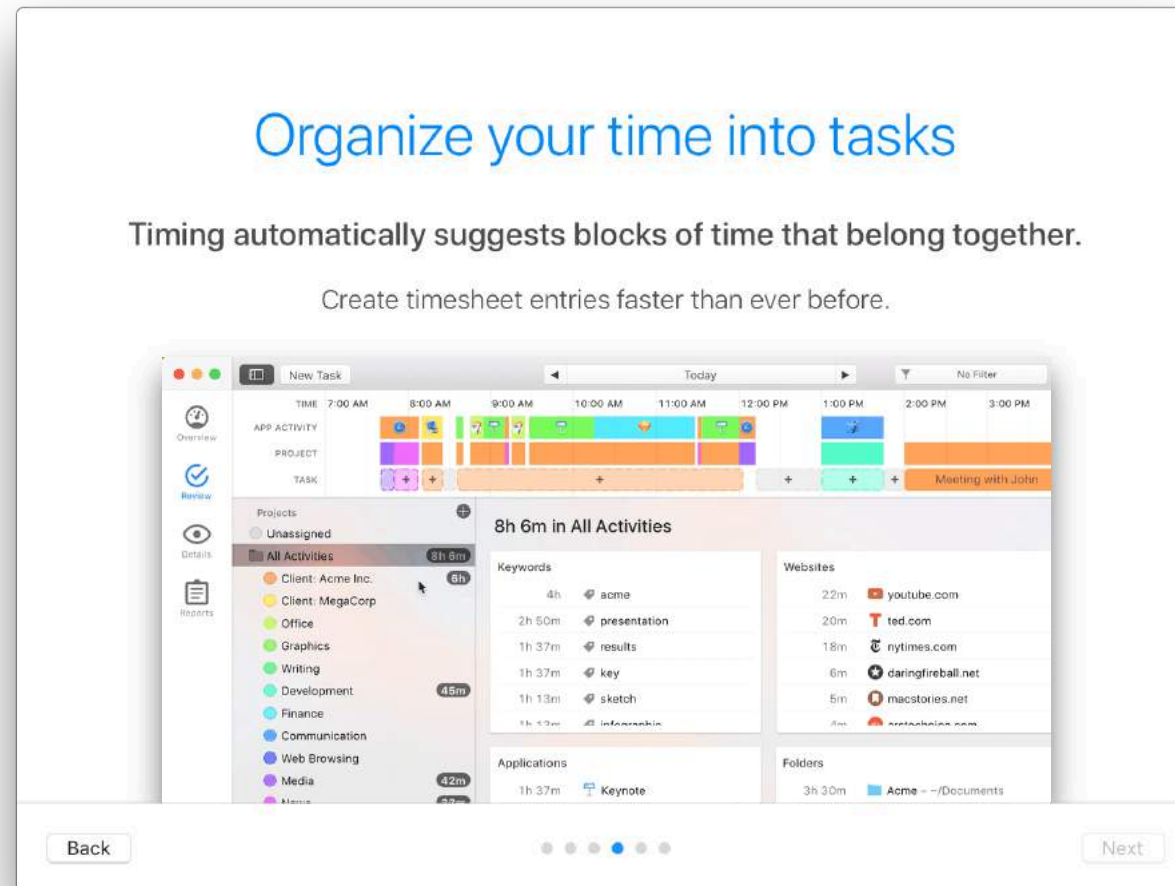 Organize your time into tasks
Timing automatically suggests blocks of time that belong together.
Create timesheet entries faster than ever before.
New Task
Today
No Filter
TIME 7:00 AM 8:00 AM 9:00 AM 10:00 AM 11:00 AM 12:00 PM 1:00 PM 2:00 PM 3:00 PM
APP ACTIVITY
PROJECT
TASK + + + + + + Meeting with John
Overview
Review
Details
Reports
Projects
Unassigned
All Activities 8h 6m
Client: Acme Inc. 6h
Client: MegaCorp
Office
Graphics
Writing
Development 45m
Finance
Communication
Web Browsing
Media 42m
8h 6m in All Activities
Keywords
4h acme
2h 50m presentation
1h 37m results
1h 37m key
1h 13m sketch
1h 13m infographic
Websites
22m youtube.com
20m ted.com
18m nytimes.com
6m daringfireball.net
5m macstories.net
4m arstechnica.com
Applications
1h 37m Keynote
Folders
3h 30m Acme – ~/Documents
Back
Next